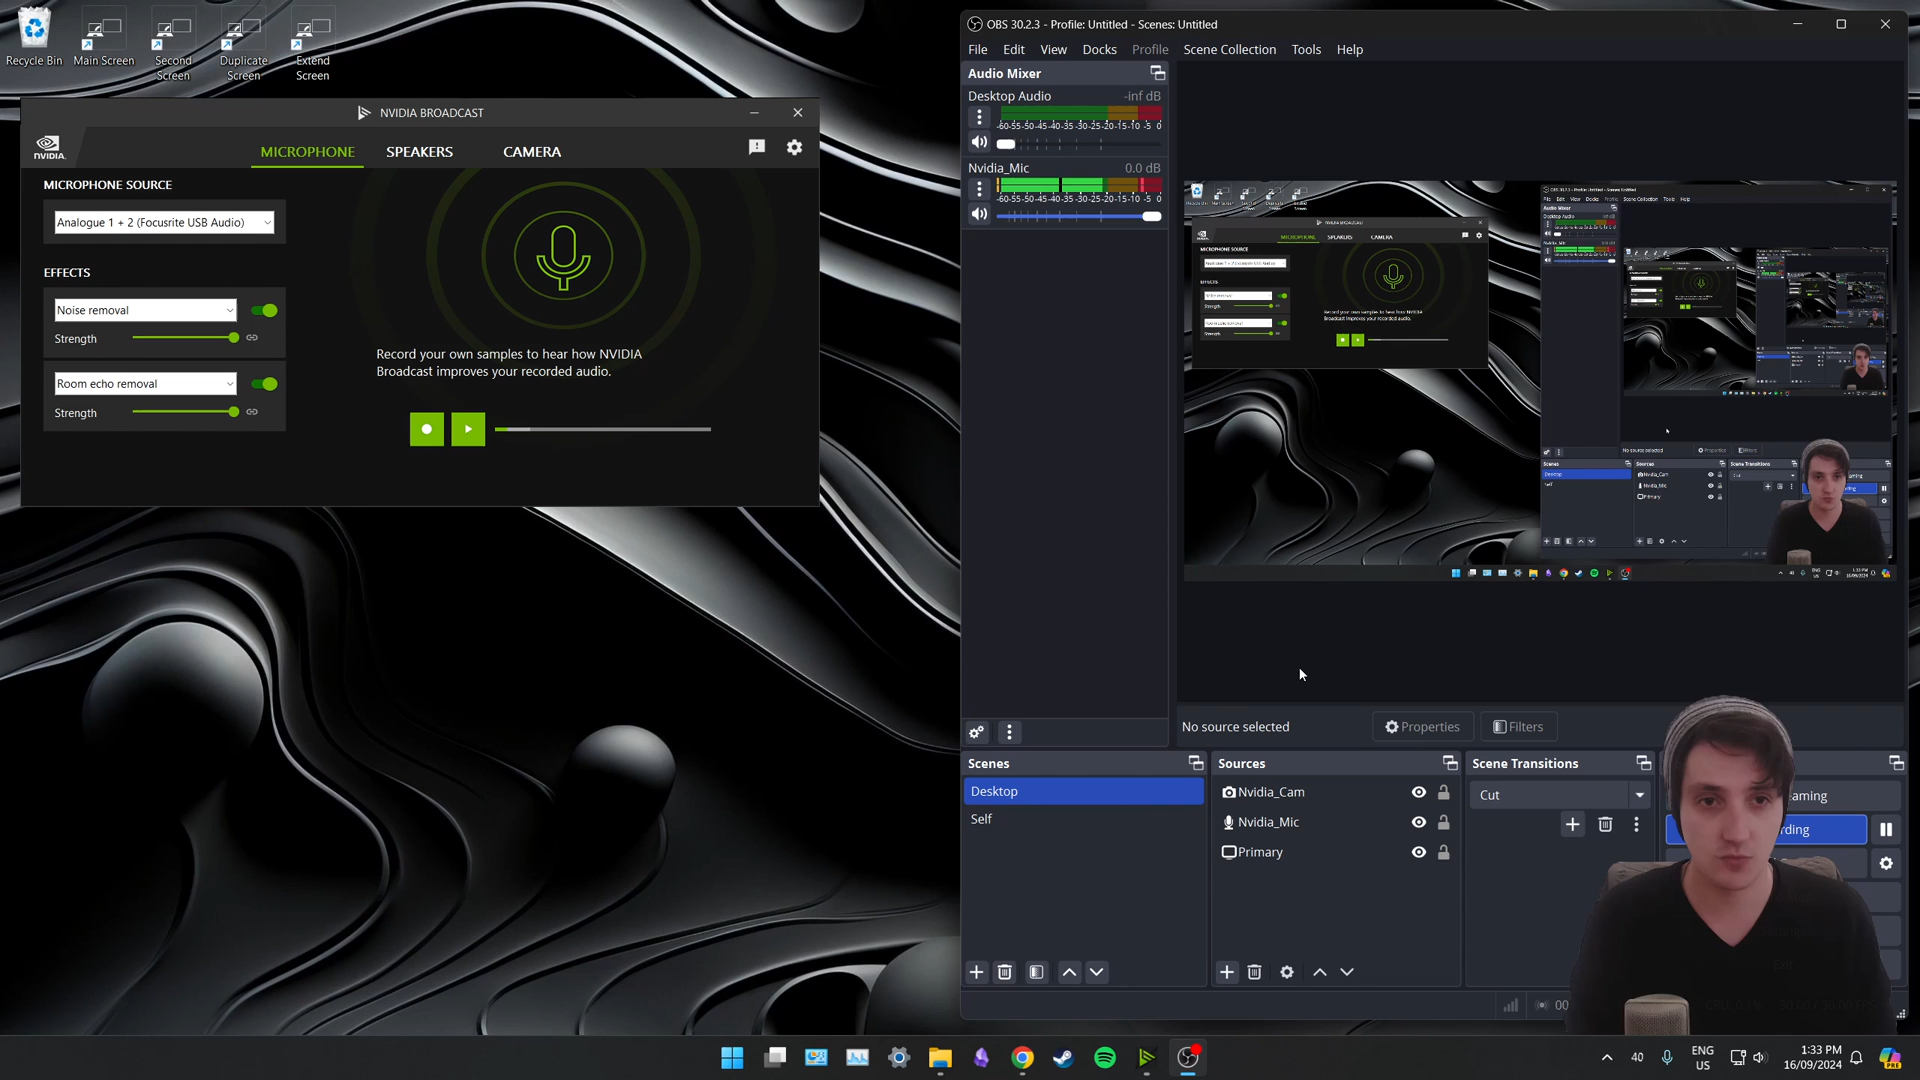 Recycle Bin
Main Screen
Second Screen
Duplicate Screen
Extend Screen
NVIDIA BROADCAST
NVIDIA.
MICROPHONE
SPEAKERS
CAMERA
MICROPHONE SOURCE
Analogue 1 + 2 (Focusrite USB Audio)
EFFECTS
Noise removal
Strength
Room echo removal
Strength
Record your own samples to hear how NVIDIA
Broadcast improves your recorded audio.
OBS 30.2.3 - Profile: Untitled - Scenes: Untitled
File Edit View Docks Profile Scene Collection Tools Help
Audio Mixer
Desktop Audio -inf dB
-60 -55 -50 -45 -40 -35 -30 -25 -20 -15 -10 -5 0
Nvidia_Mic 0.0 dB
-60 -55 -50 -45 -40 -35 -30 -25 -20 -15 -10 -5 0
No source selected
Properties
Filters
Scenes
Desktop
Self
Sources
Nvidia_Cam
Nvidia_Mic
Primary
Scene Transitions
Cut
aming
rding
00
40
ENG
US
1:33 PM
16/09/2024
PRE